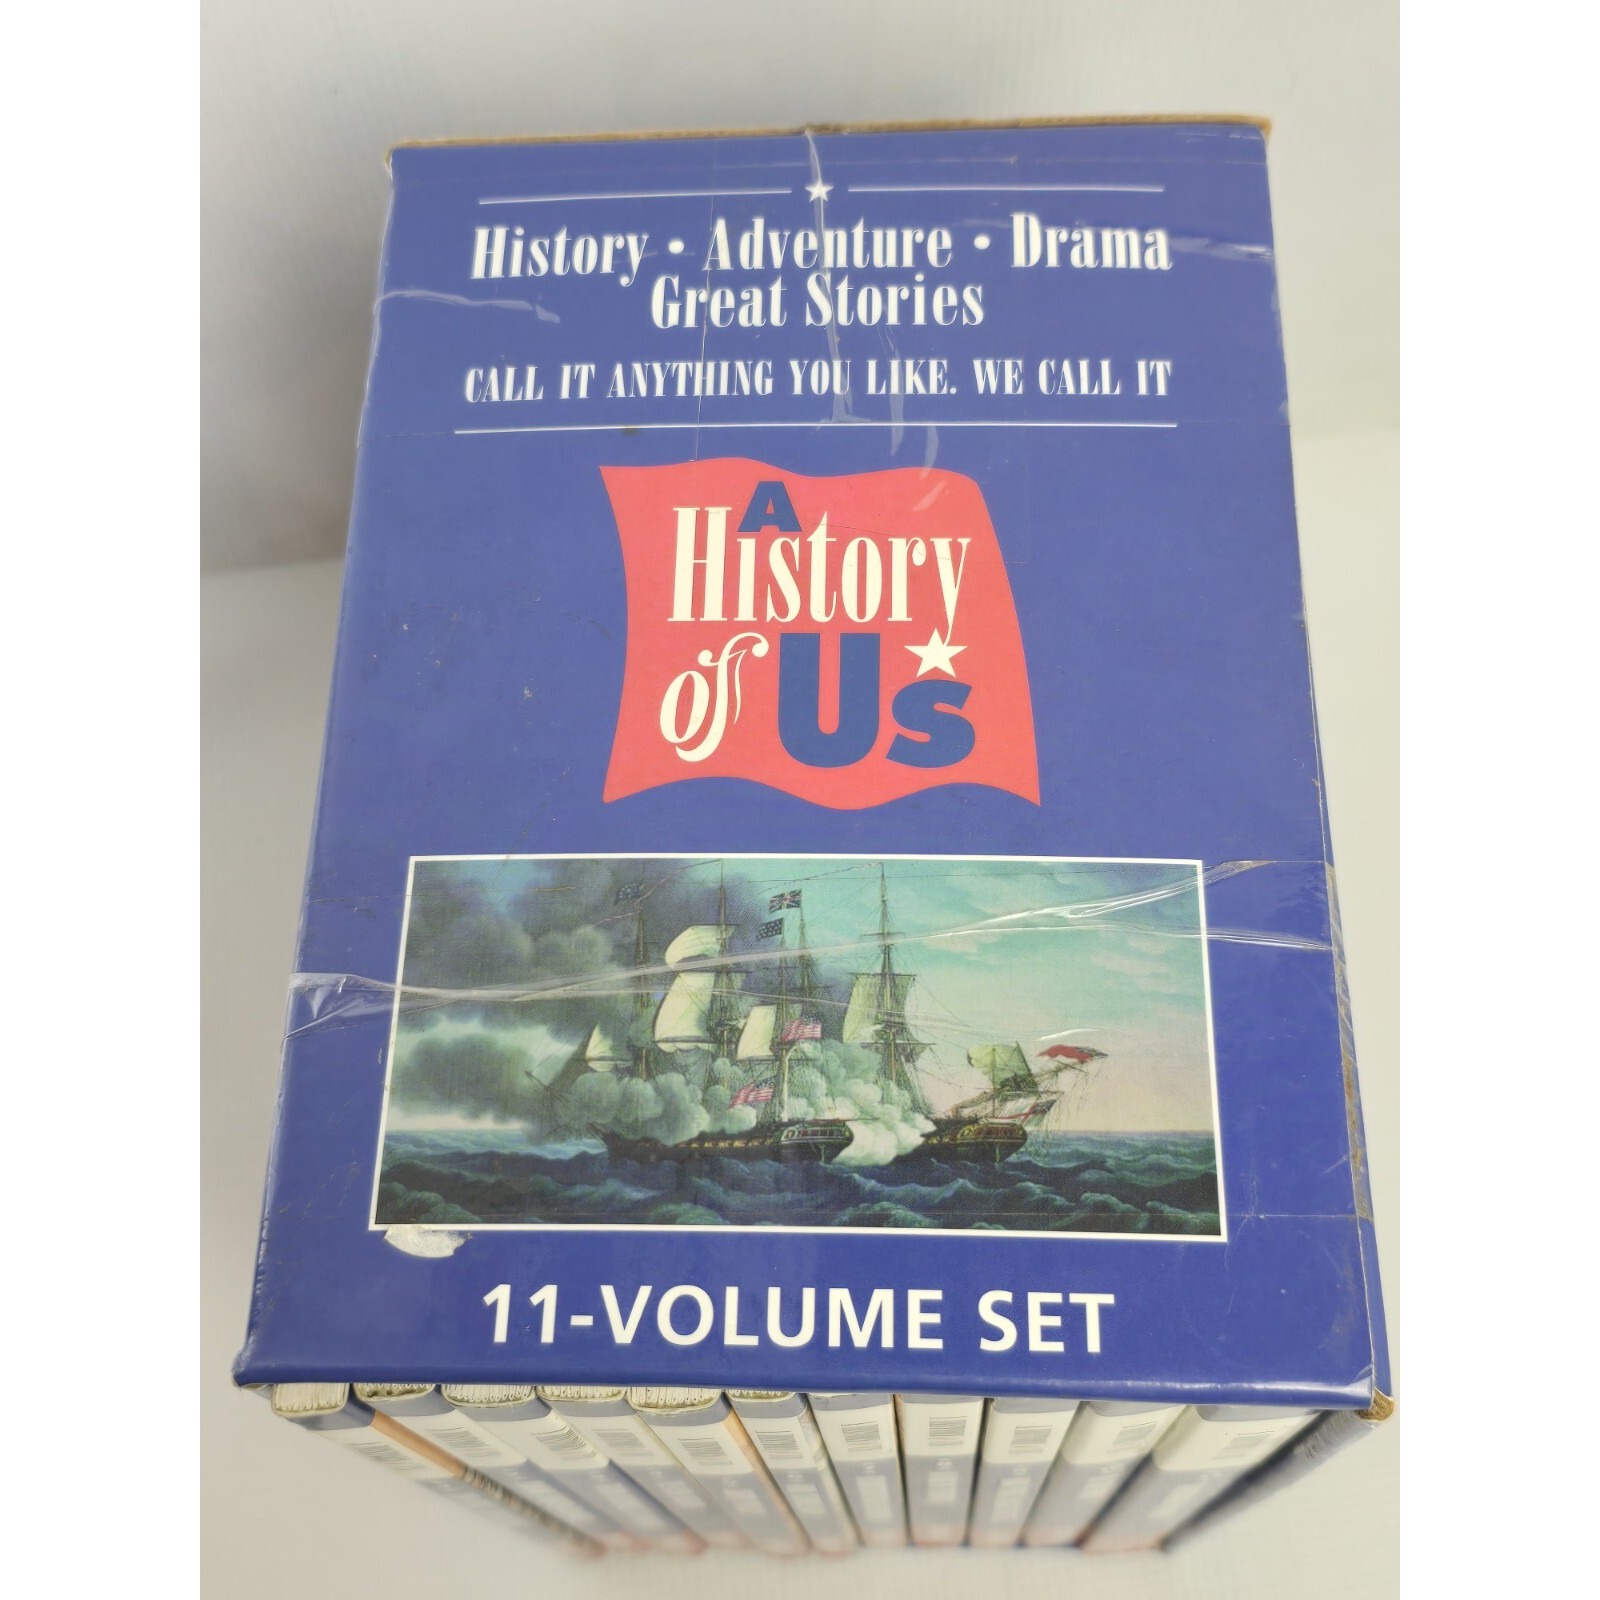 History • Adventure • Drama
Great Stories
CALL IT ANYTHING YOU LIKE. WE CALL IT
A
History
of Us
11-VOLUME SET